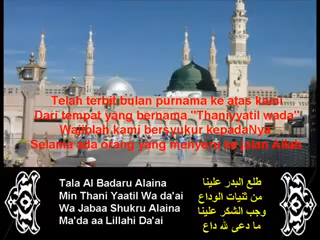 Telah terbit bulan purnama ke atas kami
Dari tempat yang bernama "Thaniyyatil wada'"
Wajiblah kami bersyukur kepadaNya
Selama ada orang yang menyeru ke jalan Allah
Tala Al Badaru Alaina
Min Thani Yaatil Wa da'ai
Wa Jabaa Shukru Alaina
Ma'da aa Lillahi Da'ai
طلع البدر علينا
من ثنيات الوداع
وجب الشكر علينا
ما دعى لله داع